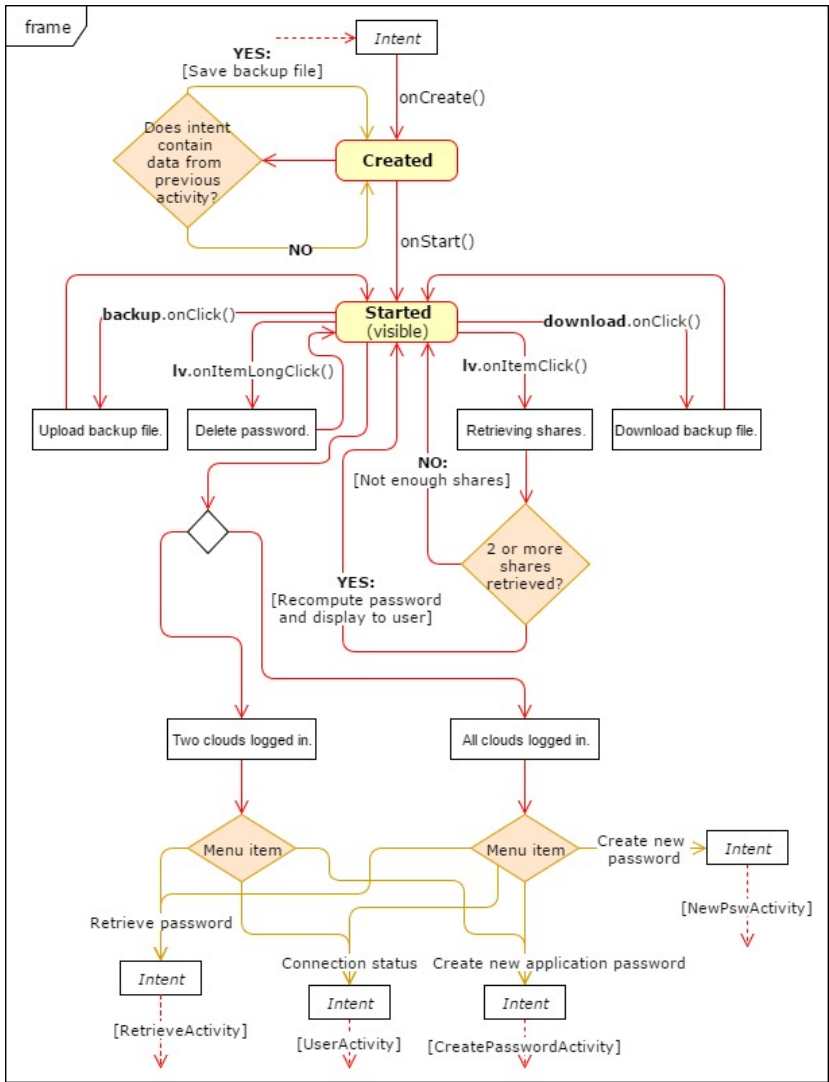 frame
Intent
YES:
[Save backup file]
onCreate()
Does intent
contain
data from
previous
activity?
Created
NO
onStart()
Started
(visible)
backup.onClick()
download.onClick()
lv.onItemLongClick()
lv.onItemClick()
Upload backup file.
Delete password.
Retrieving shares.
Download backup file.
NO:
[Not enough shares]
2 or more
shares
retrieved?
YES:
[Recompute password
and display to user]
Two clouds logged in.
All clouds logged in.
Menu item
Menu item
Create new
password
Intent
[NewPswActivity]
Retrieve password
Connection status
Create new application password
Intent
Intent
Intent
[RetrieveActivity]
[UserActivity]
[CreatePasswordActivity]